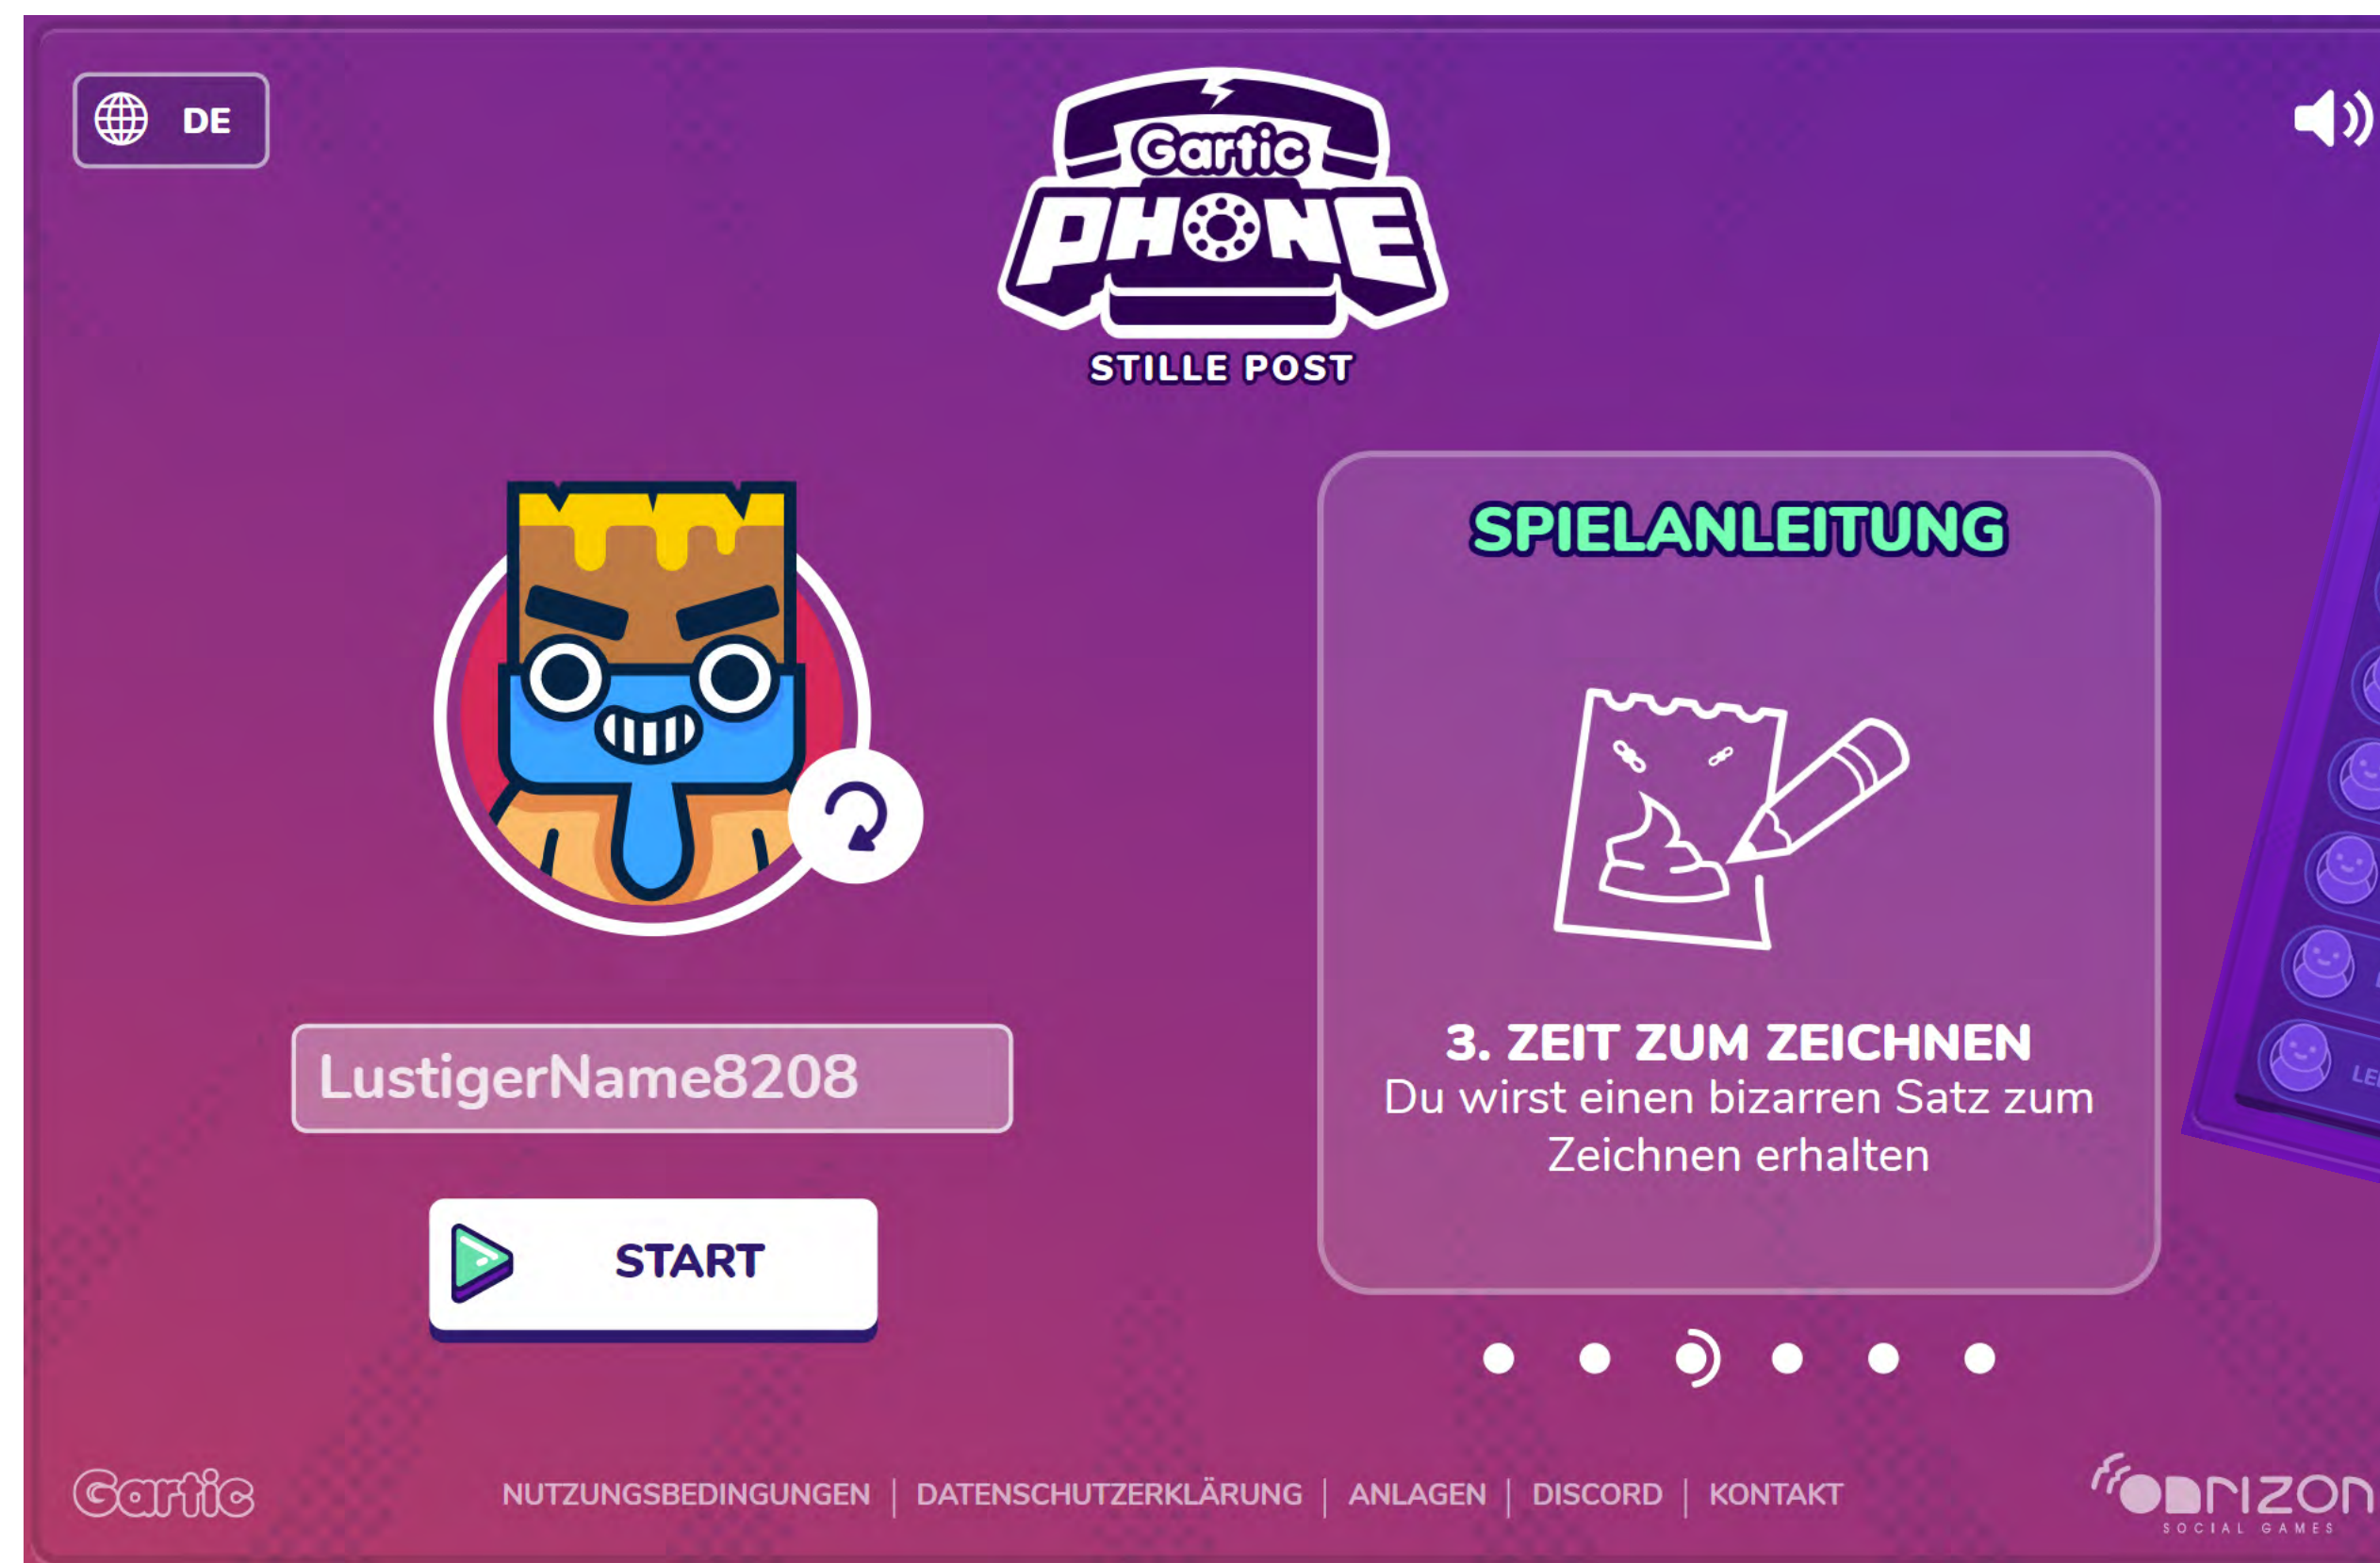 DE
Gartic
PHONE
STILLE POST
SPIELANLEITUNG
3. ZEIT ZUM ZEICHNEN
Du wirst einen bizarren Satz zum
Zeichnen erhalten
LustigerName8208
START
Gartic
NUTZUNGSBEDINGUNGEN | DATENSCHUTZERKLÄRUNG | ANLAGEN | DISCORD | KONTAKT
ONRIZON
SOCIAL GAMES